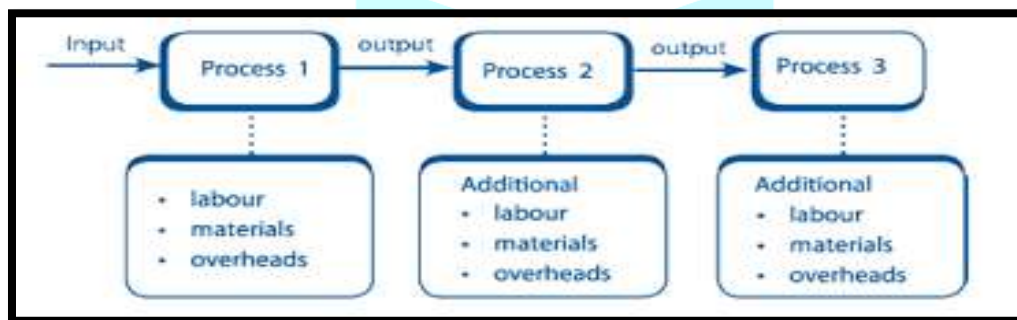 Input
output
output
Process 1
Process 2
Process 3
• labour
• materials
• overheads
Additional
• labour
• materials
• overheads
Additional
• labour
• materials
• overheads